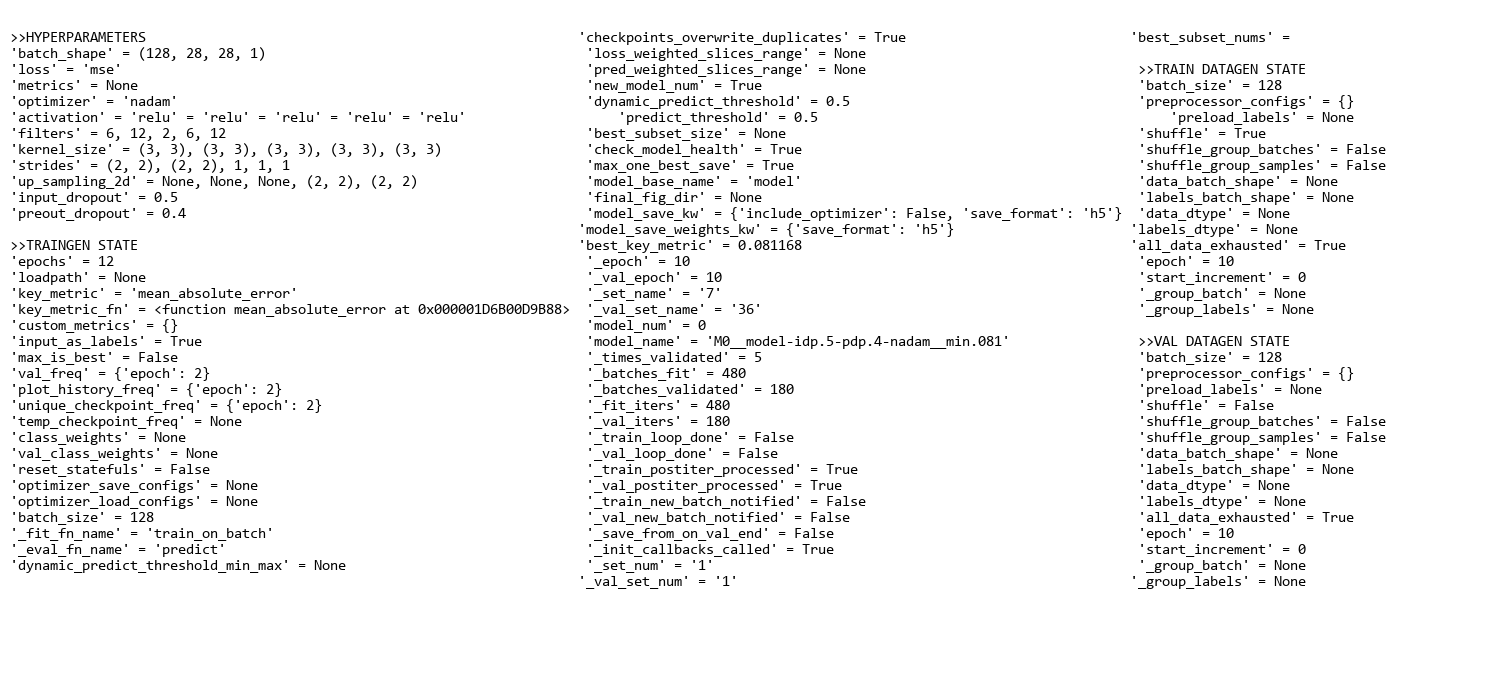 >>HYPERPARAMETERS
'batch_shape' = (128, 28, 28, 1)
'loss' = 'mse'
'metrics' = None
'optimizer' = 'nadam'
'activation' = 'relu' = 'relu' = 'relu' = 'relu' = 'relu'
'filters' = 6, 12, 2, 6, 12
'kernel_size' = (3, 3), (3, 3), (3, 3), (3, 3), (3, 3)
'strides' = (2, 2), (2, 2), 1, 1, 1
'up_sampling_2d' = None, None, None, (2, 2), (2, 2)
'input_dropout' = 0.5
'preout_dropout' = 0.4

>>TRAINGEN STATE
'epochs' = 12
'loadpath' = None
'key_metric' = 'mean_absolute_error'
'key_metric_fn' = <function mean_absolute_error at 0x000001D6B00D9B88>
'custom_metrics' = {}
'input_as_labels' = True
'max_is_best' = False
'val_freq' = {'epoch': 2}
'plot_history_freq' = {'epoch': 2}
'unique_checkpoint_freq' = {'epoch': 2}
'temp_checkpoint_freq' = None
'class_weights' = None
'val_class_weights' = None
'reset_statefuls' = False
'optimizer_save_configs' = None
'optimizer_load_configs' = None
'batch_size' = 128
'_fit_fn_name' = 'train_on_batch'
'_eval_fn_name' = 'predict'
'dynamic_predict_threshold_min_max' = None
'checkpoints_overwrite_duplicates' = True
'loss_weighted_slices_range' = None
'pred_weighted_slices_range' = None
'new_model_num' = True
'dynamic_predict_threshold' = 0.5
'predict_threshold' = 0.5
'best_subset_size' = None
'check_model_health' = True
'max_one_best_save' = True
'model_base_name' = 'model'
'final_fig_dir' = None
'model_save_kw' = {'include_optimizer': False, 'save_format': 'h5'}
'model_save_weights_kw' = {'save_format': 'h5'}
'best_key_metric' = 0.081168
'_epoch' = 10
'_val_epoch' = 10
'_set_name' = '7'
'_val_set_name' = '36'
'model_num' = 0
'model_name' = 'M0__model-idp.5-pdp.4-nadam__min.081'
'_times_validated' = 5
'_batches_fit' = 480
'_batches_validated' = 180
'_fit_iters' = 480
'_val_iters' = 180
'_train_loop_done' = False
'_val_loop_done' = False
'_train_postiter_processed' = True
'_val_postiter_processed' = True
'_train_new_batch_notified' = False
'_val_new_batch_notified' = False
'_save_from_on_val_end' = False
'_init_callbacks_called' = True
'_set_num' = '1'
'_val_set_num' = '1'
'best_subset_nums' =

>>TRAIN DATAGEN STATE
'batch_size' = 128
'preprocessor_configs' = {}
'preload_labels' = None
'shuffle' = True
'shuffle_group_batches' = False
'shuffle_group_samples' = False
'data_batch_shape' = None
'labels_batch_shape' = None
'data_dtype' = None
'labels_dtype' = None
'all_data_exhausted' = True
'epoch' = 10
'start_increment' = 0
'_group_batch' = None
'_group_labels' = None

>>VAL DATAGEN STATE
'batch_size' = 128
'preprocessor_configs' = {}
'preload_labels' = None
'shuffle' = False
'shuffle_group_batches' = False
'shuffle_group_samples' = False
'data_batch_shape' = None
'labels_batch_shape' = None
'data_dtype' = None
'labels_dtype' = None
'all_data_exhausted' = True
'epoch' = 10
'start_increment' = 0
'_group_batch' = None
'_group_labels' = None